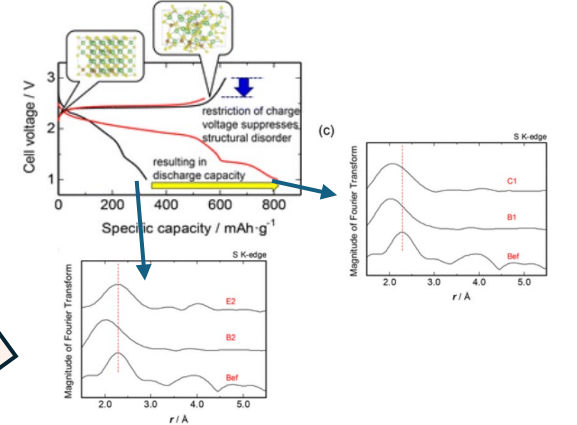 3
2
1
Cell voltage / V
restriction of charge
voltage suppresses
structural disorder
resulting in
discharge capacity
0 200 400 600 800
Specific capacity / mAh·g-1
(c)
S K-edge
Magnitude of Fourier Transform
C1
B1
Bef
2.0 3.0 4.0 5.0
r / Å
S K-edge
Magnitude of Fourier Transform
E2
B2
Bef
2.0 3.0 4.0 5.0
r / Å